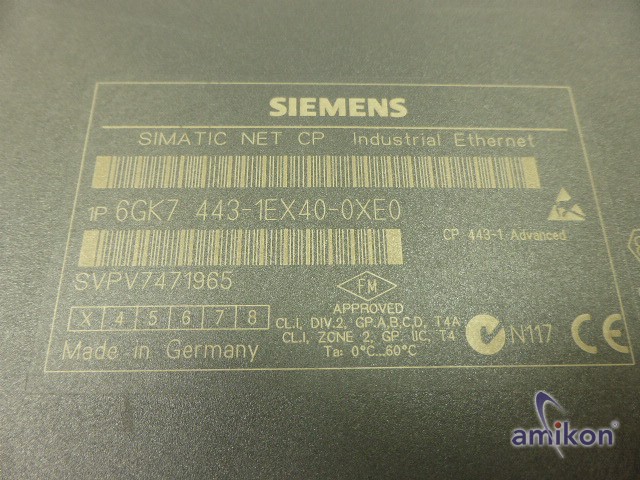 SIEMENS
SIMATIC NET CP Industrial Ethernet
1P 6GK7 443-1EX40-0XE0
CP 443-1 Advanced
SVPV7471965
FM
APPROVED
X 4 5 6 7 8
CL.I, DIV.2, GP.A,B,C,D, T4A
CL.I, ZONE 2, GP. IIC, T4
Ta: 0°C...60°C
N117 CE
Made in Germany
amikon